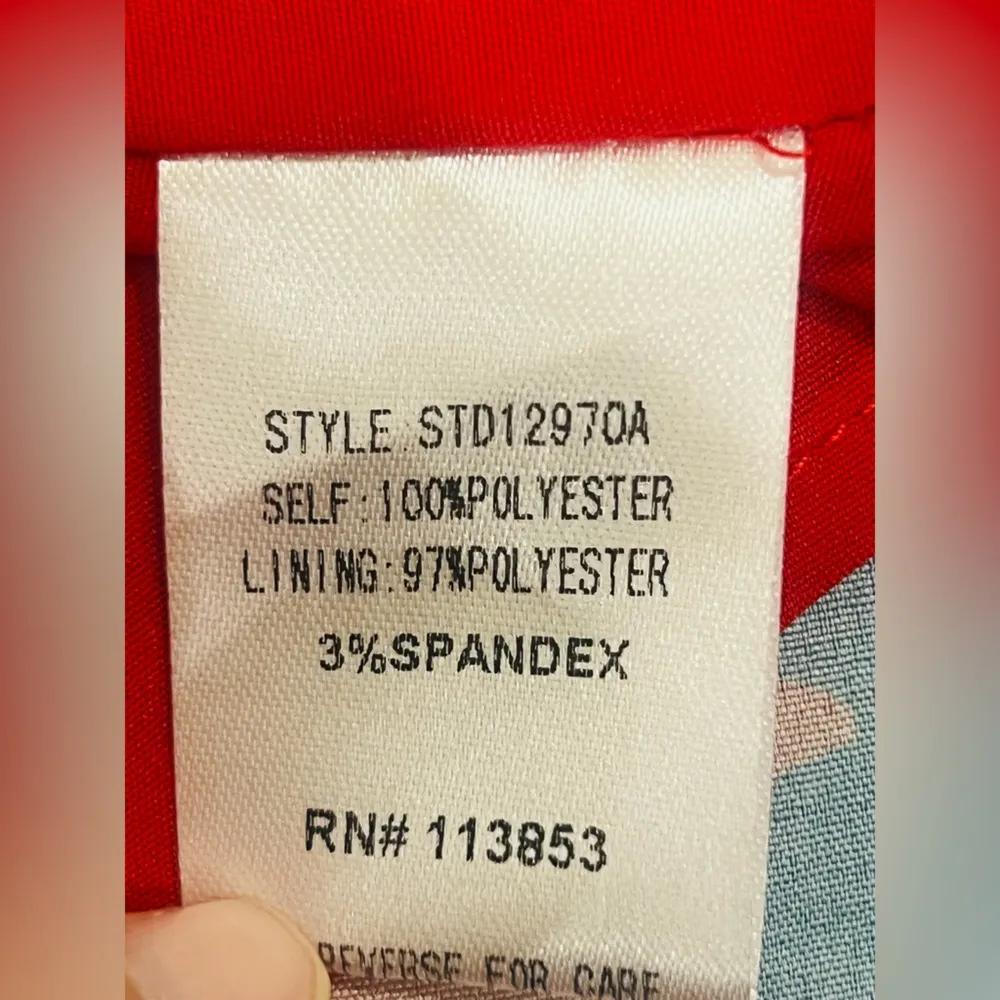 STYLE.STD12970A
SELF:100%POLYESTER
LINING:97%POLYESTER
3%SPANDEX
RN# 113853
REVERSE FOR CARE